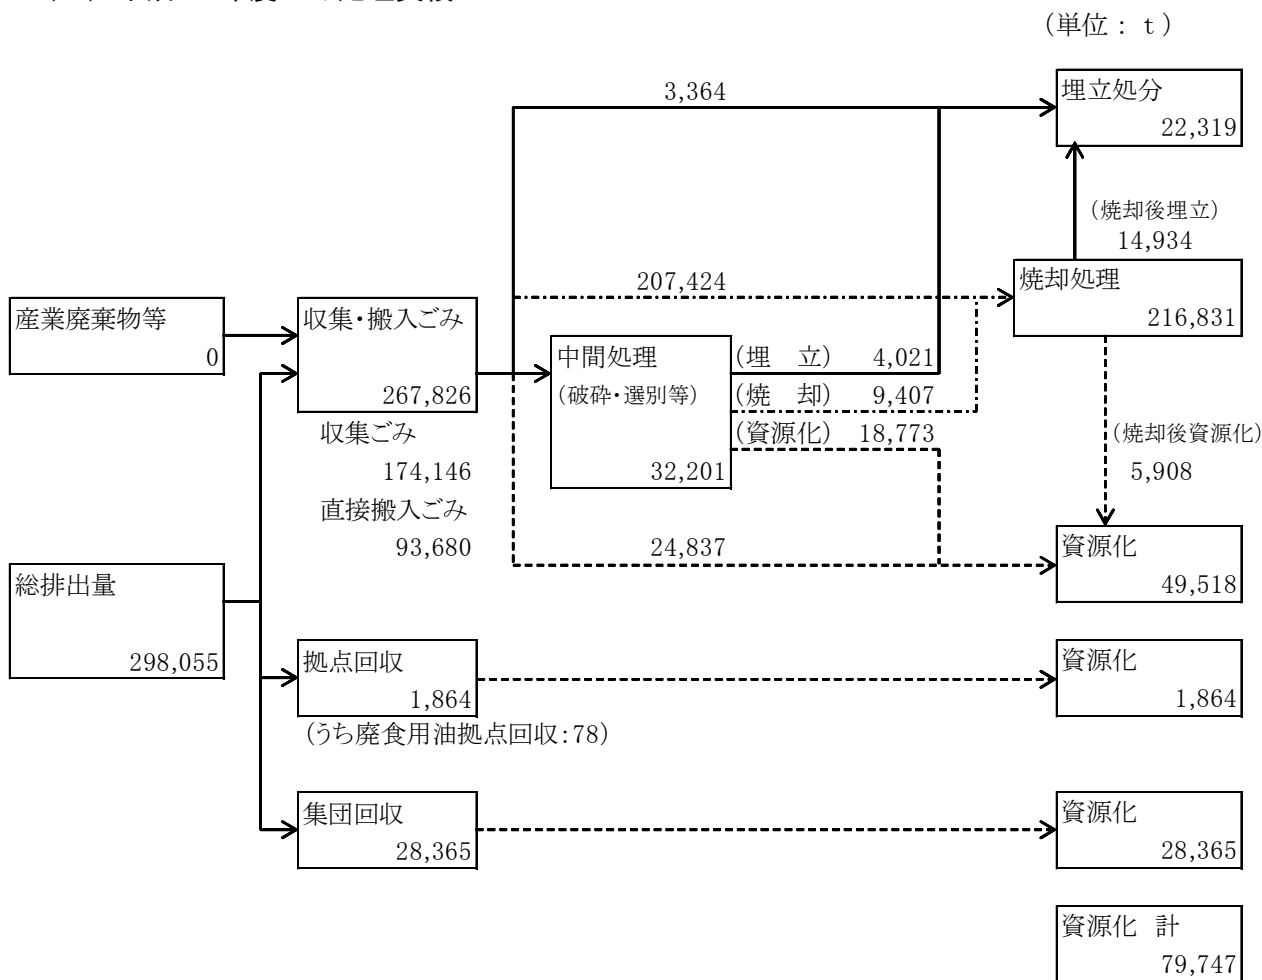 (単位：ｔ)
3,364
埋立処分
22,319
(焼却後埋立)
14,934
207,424
焼却処理
216,831
産業廃棄物等
0
収集・搬入ごみ
267,826
中間処理
(破砕・選別等)
32,201
(埋　立)　4,021
(焼　却)　9,407
(資源化)　18,773
収集ごみ
174,146
直接搬入ごみ
93,680
(焼却後資源化)
5,908
24,837
資源化
49,518
総排出量
298,055
拠点回収
1,864
(うち廃食用油拠点回収:78)
資源化
1,864
集団回収
28,365
資源化
28,365
資源化 計
79,747